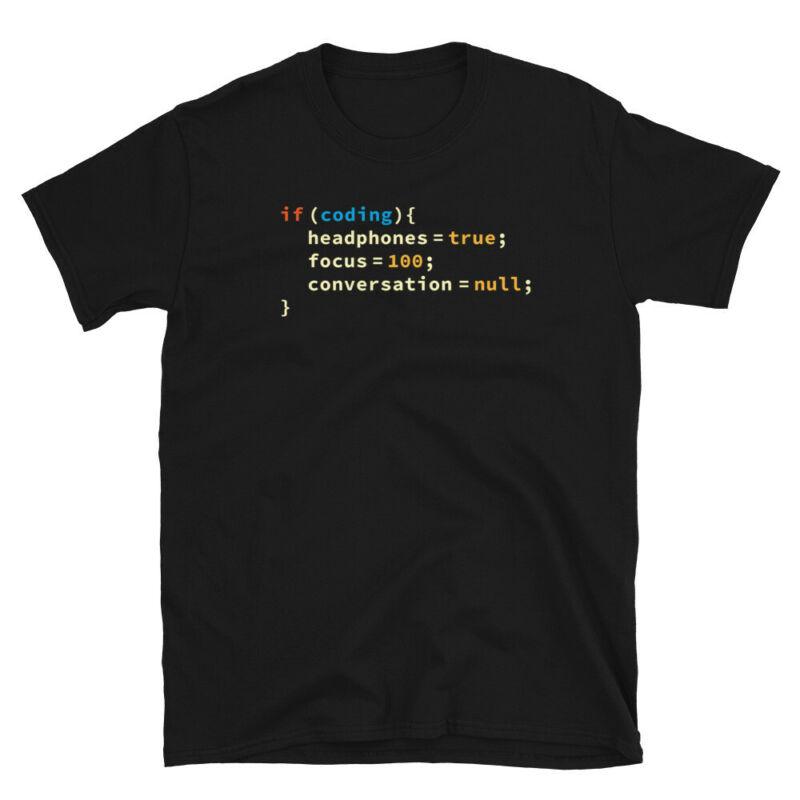 if (coding){
headphones = true;
focus = 100;
conversation = null;
}